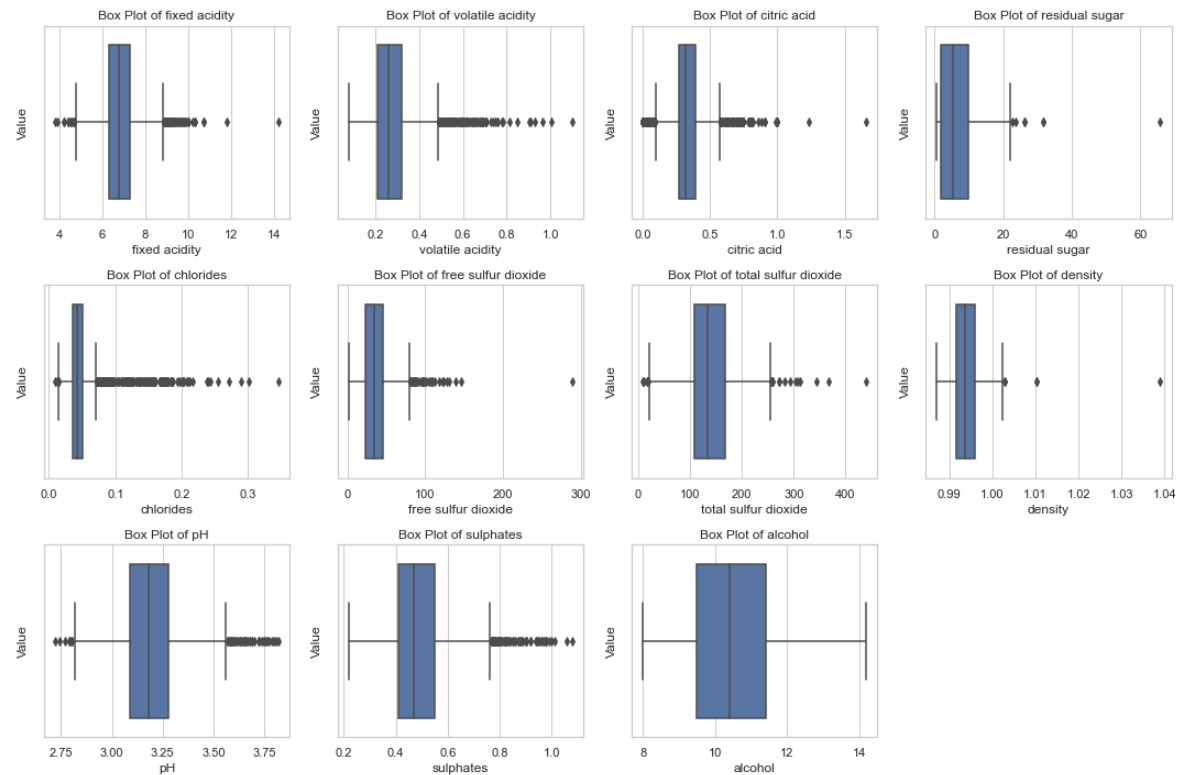 Box Plot of fixed acidity
Value
4 6 8 10 12 14
fixed acidity
Box Plot of volatile acidity
Value
0.2 0.4 0.6 0.8 1.0
volatile acidity
Box Plot of citric acid
Value
0.0 0.5 1.0 1.5
citric acid
Box Plot of residual sugar
Value
0 20 40 60
residual sugar
Box Plot of chlorides
Value
0.0 0.1 0.2 0.3
chlorides
Box Plot of free sulfur dioxide
Value
0 100 200 300
free sulfur dioxide
Box Plot of total sulfur dioxide
Value
0 100 200 300 400
total sulfur dioxide
Box Plot of density
Value
0.99 1.00 1.01 1.02 1.03 1.04
density
Box Plot of pH
Value
2.75 3.00 3.25 3.50 3.75
pH
Box Plot of sulphates
Value
0.2 0.4 0.6 0.8 1.0
sulphates
Box Plot of alcohol
Value
8 10 12 14
alcohol